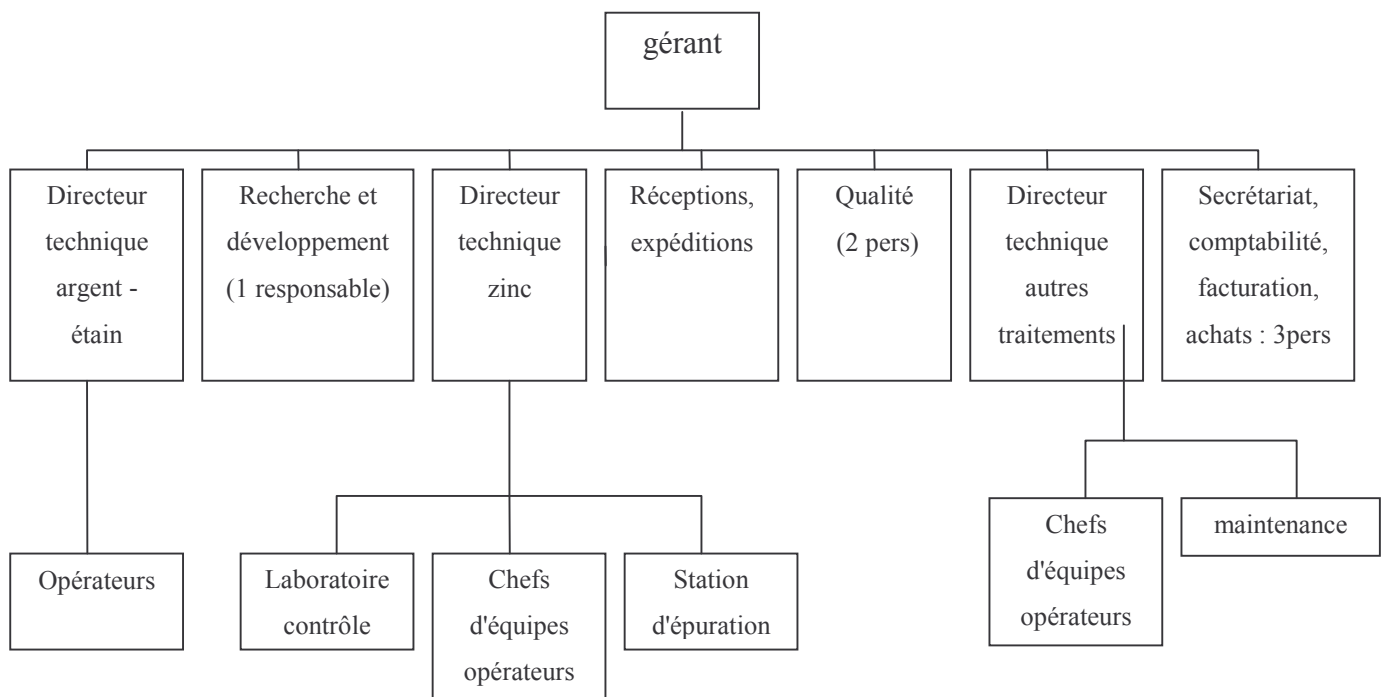 gérant
Directeur
technique
argent -
étain
Recherche et
développement
(1 responsable)
Directeur
technique
zinc
Réceptions,
expéditions
Qualité
(2 pers)
Directeur
technique
autres
traitements
Secrétariat,
comptabilité,
facturation,
achats : 3pers
Opérateurs
Laboratoire
contrôle
Chefs
d'équipes
opérateurs
Station
d'épuration
Chefs
d'équipes
opérateurs
maintenance